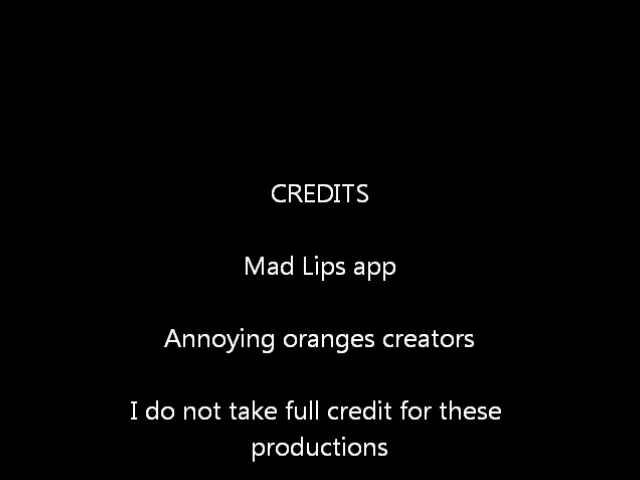 CREDITS
Mad Lips app
Annoying oranges creators
I do not take full credit for these
productions